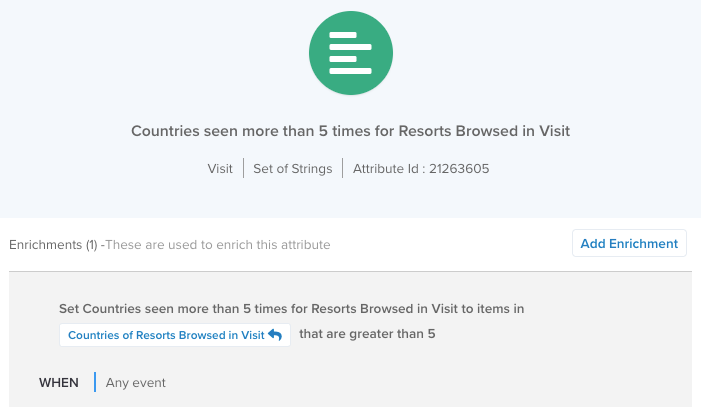 Countries seen more than 5 times for Resorts Browsed in Visit
Visit Set of Strings Attribute Id : 21263605
Enrichments (1) -These are used to enrich this attribute Add Enrichment
Set Countries seen more than 5 times for Resorts Browsed in Visit to items in
Countries of Resorts Browsed in Visit that are greater than 5
WHEN Any event